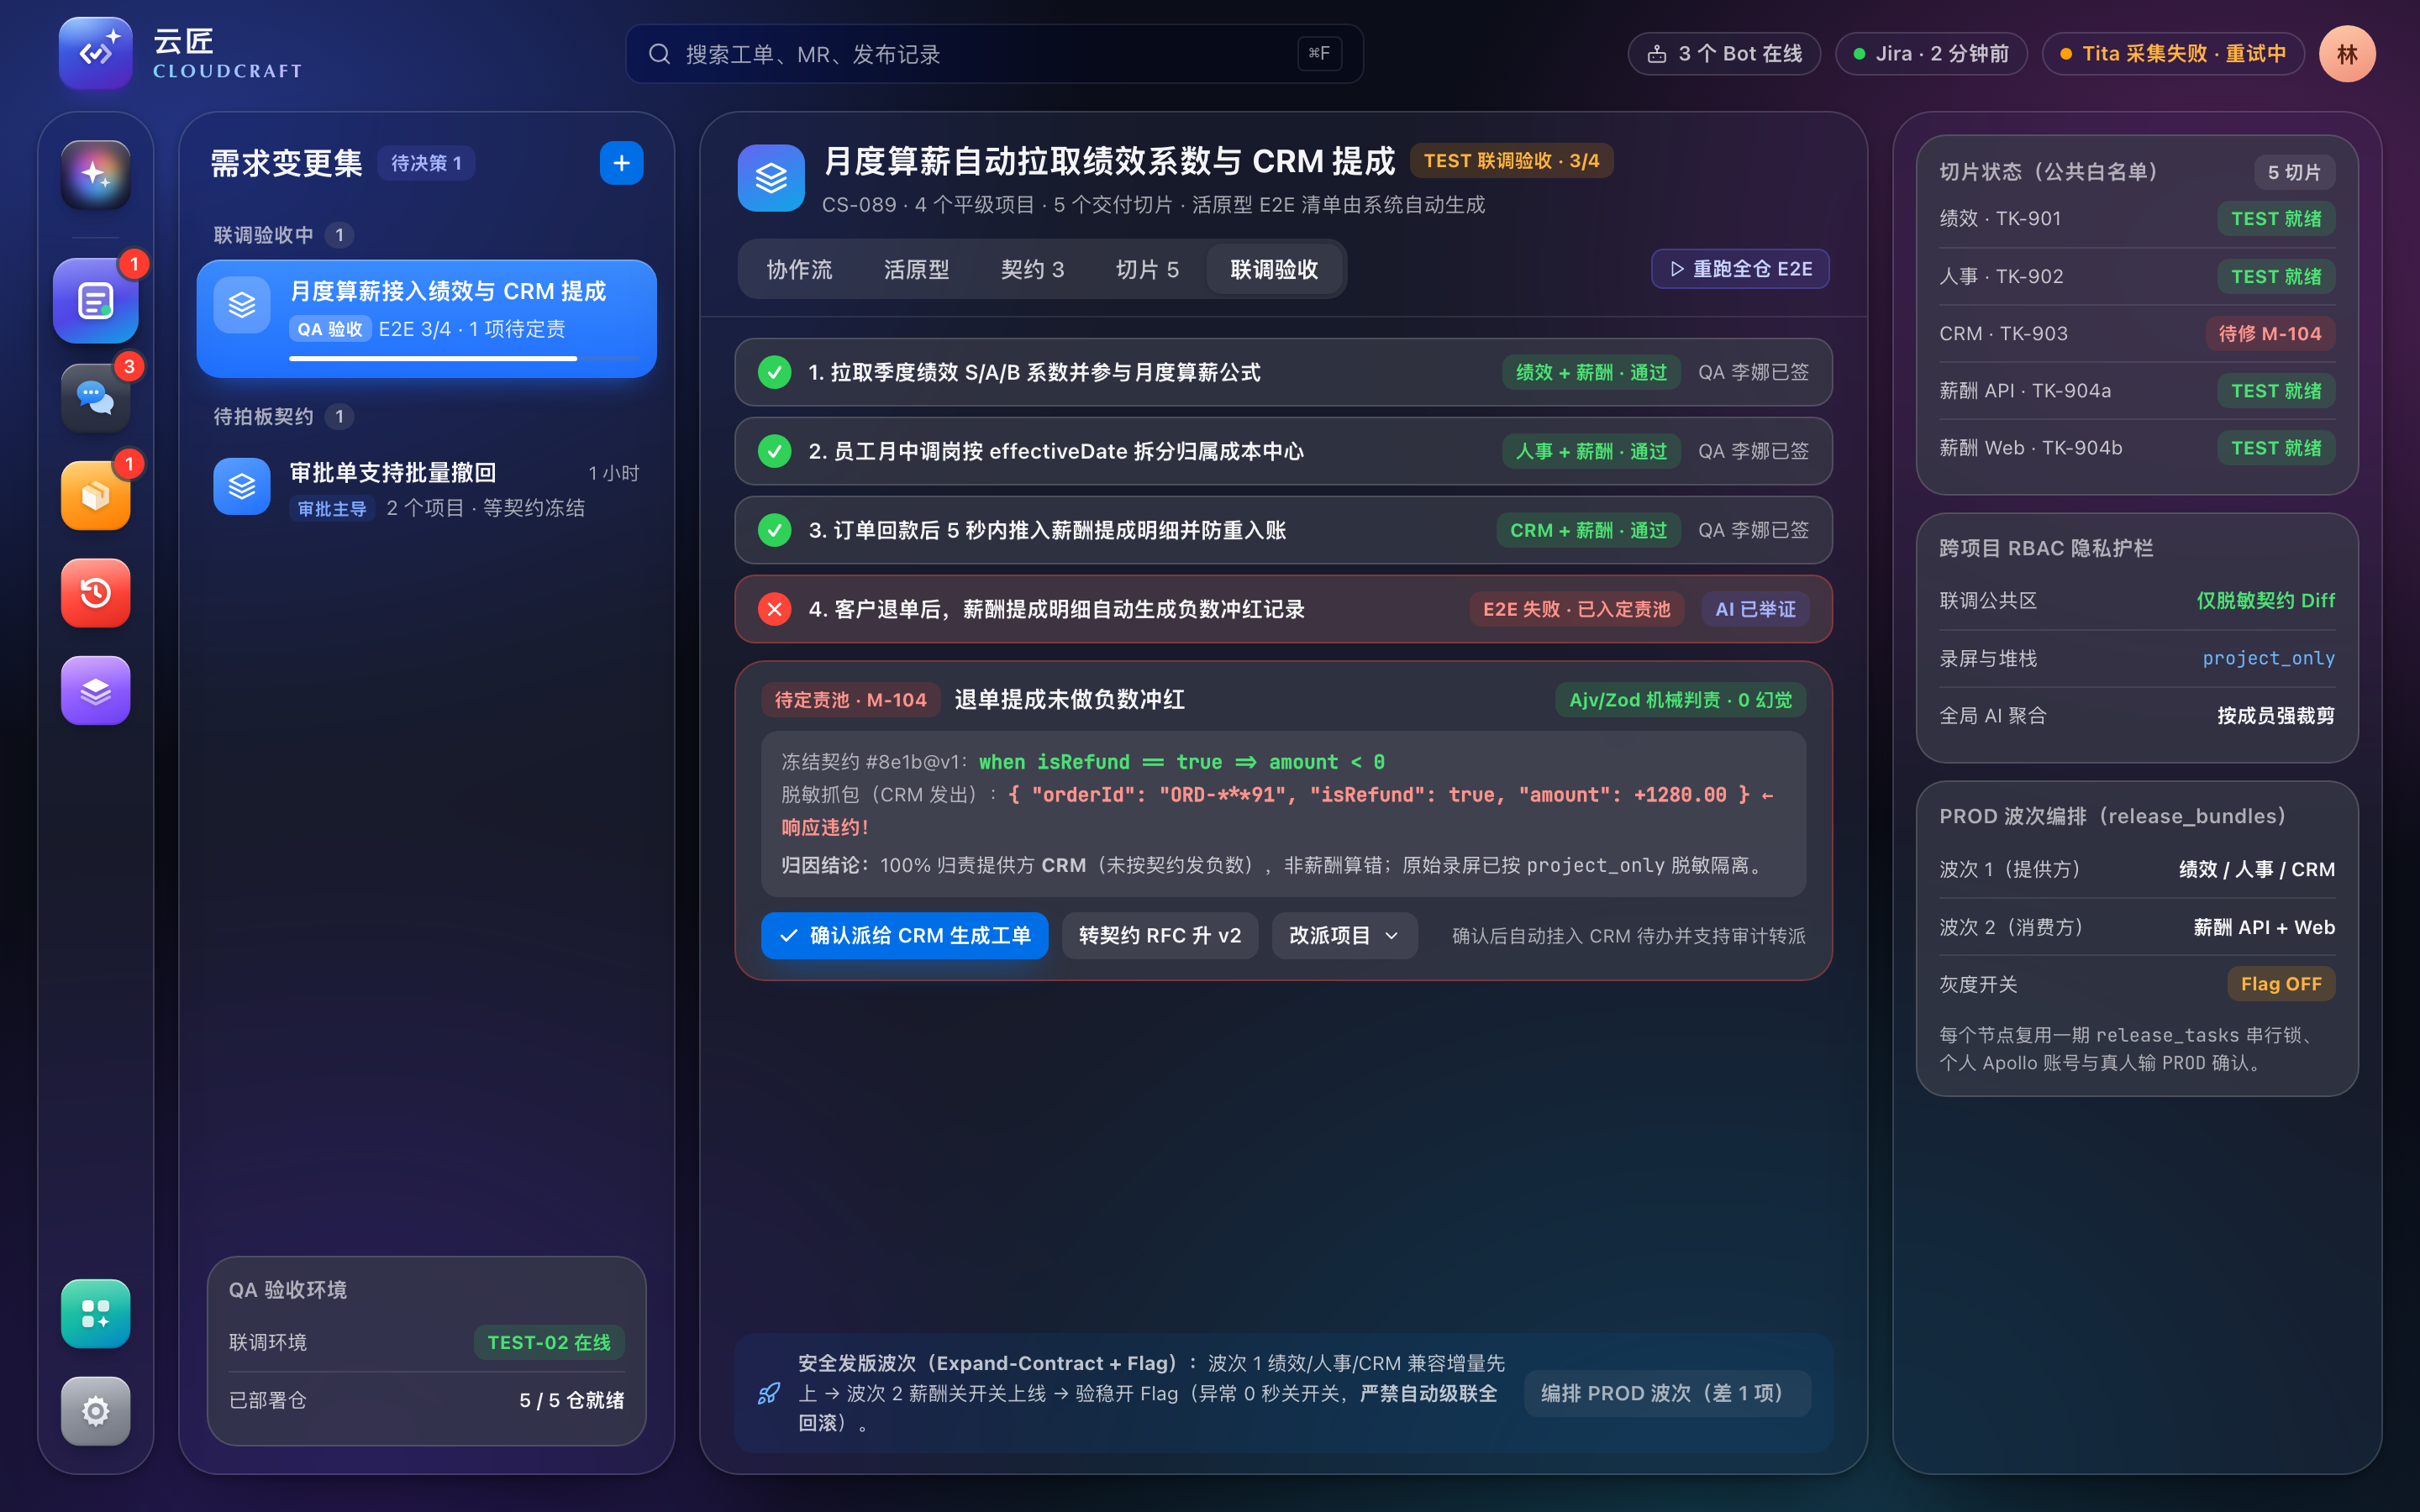 云匠
CLOUDCRAFT
搜索工单、MR、发布记录
⌘F
3 个 Bot 在线
Jira · 2 分钟前
Tita 采集失败 · 重试中
林
1
3
1
需求变更集
待决策 1
联调验收中 1
月度算薪接入绩效与 CRM 提成
QA 验收 E2E 3/4 · 1 项待定责
待拍板契约 1
审批单支持批量撤回 1 小时
审批主导 2 个项目 · 等契约冻结
QA 验收环境
联调环境 TEST-02 在线
已部署仓 5 / 5 仓就绪
月度算薪自动拉取绩效系数与 CRM 提成 TEST 联调验收 · 3/4
CS-089 · 4 个平级项目 · 5 个交付切片 · 活原型 E2E 清单由系统自动生成
协作流 活原型 契约 3 切片 5 联调验收
重跑全仓 E2E
1. 拉取季度绩效 S/A/B 系数并参与月度算薪公式 绩效 + 薪酬 · 通过 QA 李娜已签
2. 员工月中调岗按 effectiveDate 拆分归属成本中心 人事 + 薪酬 · 通过 QA 李娜已签
3. 订单回款后 5 秒内推入薪酬提成明细并防重入账 CRM + 薪酬 · 通过 QA 李娜已签
4. 客户退单后，薪酬提成明细自动生成负数冲红记录 E2E 失败 · 已入定责池 AI 已举证
待定责池 · M-104 退单提成未做负数冲红 Ajv/Zod 机械判责 · 0 幻觉
冻结契约 #8e1b@v1: when isRefund == true => amount < 0
脱敏抓包（CRM 发出）: { "orderId": "ORD-***91", "isRefund": true, "amount": +1280.00 } ←
响应违约!
归因结论：100% 归责提供方 CRM（未按契约发负数），非薪酬算错；原始录屏已按 project_only 脱敏隔离。
确认派给 CRM 生成工单 转契约 RFC 升 v2 改派项目 确认后自动挂入 CRM 待办并支持审计转派
安全发版波次（Expand-Contract + Flag）：波次 1 绩效/人事/CRM 兼容增量先
上 → 波次 2 薪酬关开关上线 → 验稳开 Flag（异常 0 秒关开关，严禁自动级联全
回滚）。
编排 PROD 波次（差 1 项）
切片状态（公共白名单） 5 切片
绩效 · TK-901 TEST 就绪
人事 · TK-902 TEST 就绪
CRM · TK-903 待修 M-104
薪酬 API · TK-904a TEST 就绪
薪酬 Web · TK-904b TEST 就绪
跨项目 RBAC 隐私护栏
联调公共区 仅脱敏契约 Diff
录屏与堆栈 project_only
全局 AI 聚合 按成员强裁剪
PROD 波次编排（release_bundles）
波次 1（提供方） 绩效 / 人事 / CRM
波次 2（消费方） 薪酬 API + Web
灰度开关 Flag OFF
每个节点复用一期 release_tasks 串行锁、
个人 Apollo 账号与真人输 PROD 确认。